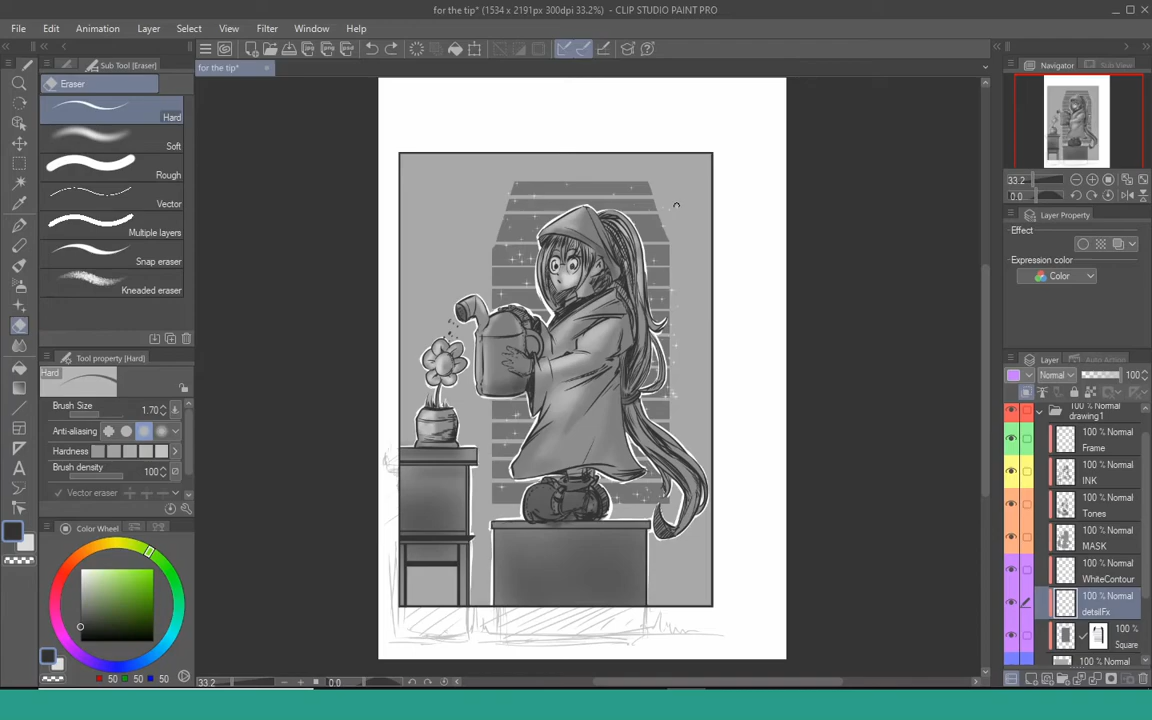 for the tip* (1534 x 2191px 300dpi 33.2%) - CLIP STUDIO PAINT PRO
File Edit Animation Layer Select View Filter Window Help
Sub Tool [Eraser]
for the tip*
Navigator
Sub View
Eraser
Hard
Soft
Rough
Vector
Multiple layers
Snap eraser
Kneaded eraser
33.2
0.0
Layer Property
Effect
Expression color
Color
Tool property [Hard]
Hard
Brush Size 1.70
Anti-aliasing
Hardness
Brush density 100
Vector eraser
Layer
Auto Action
Normal 100
100 % Normal
drawing1
100 % Normal
Frame
100 % Normal
INK
100 % Normal
Tones
100 % Normal
MASK
100 % Normal
WhiteContour
100 % Normal
detsilFx
100 %
Square
100 % Normal
Color Wheel
50 50 50
33.2 0.0